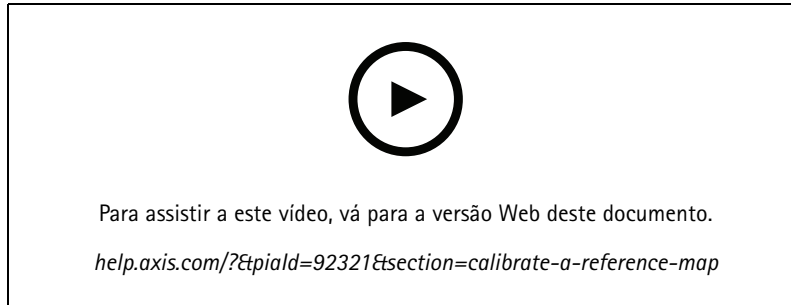 Para assistir a este vídeo, vá para a versão Web deste documento.
help.axis.com/?&piaId=92321&section=calibrate-a-reference-map